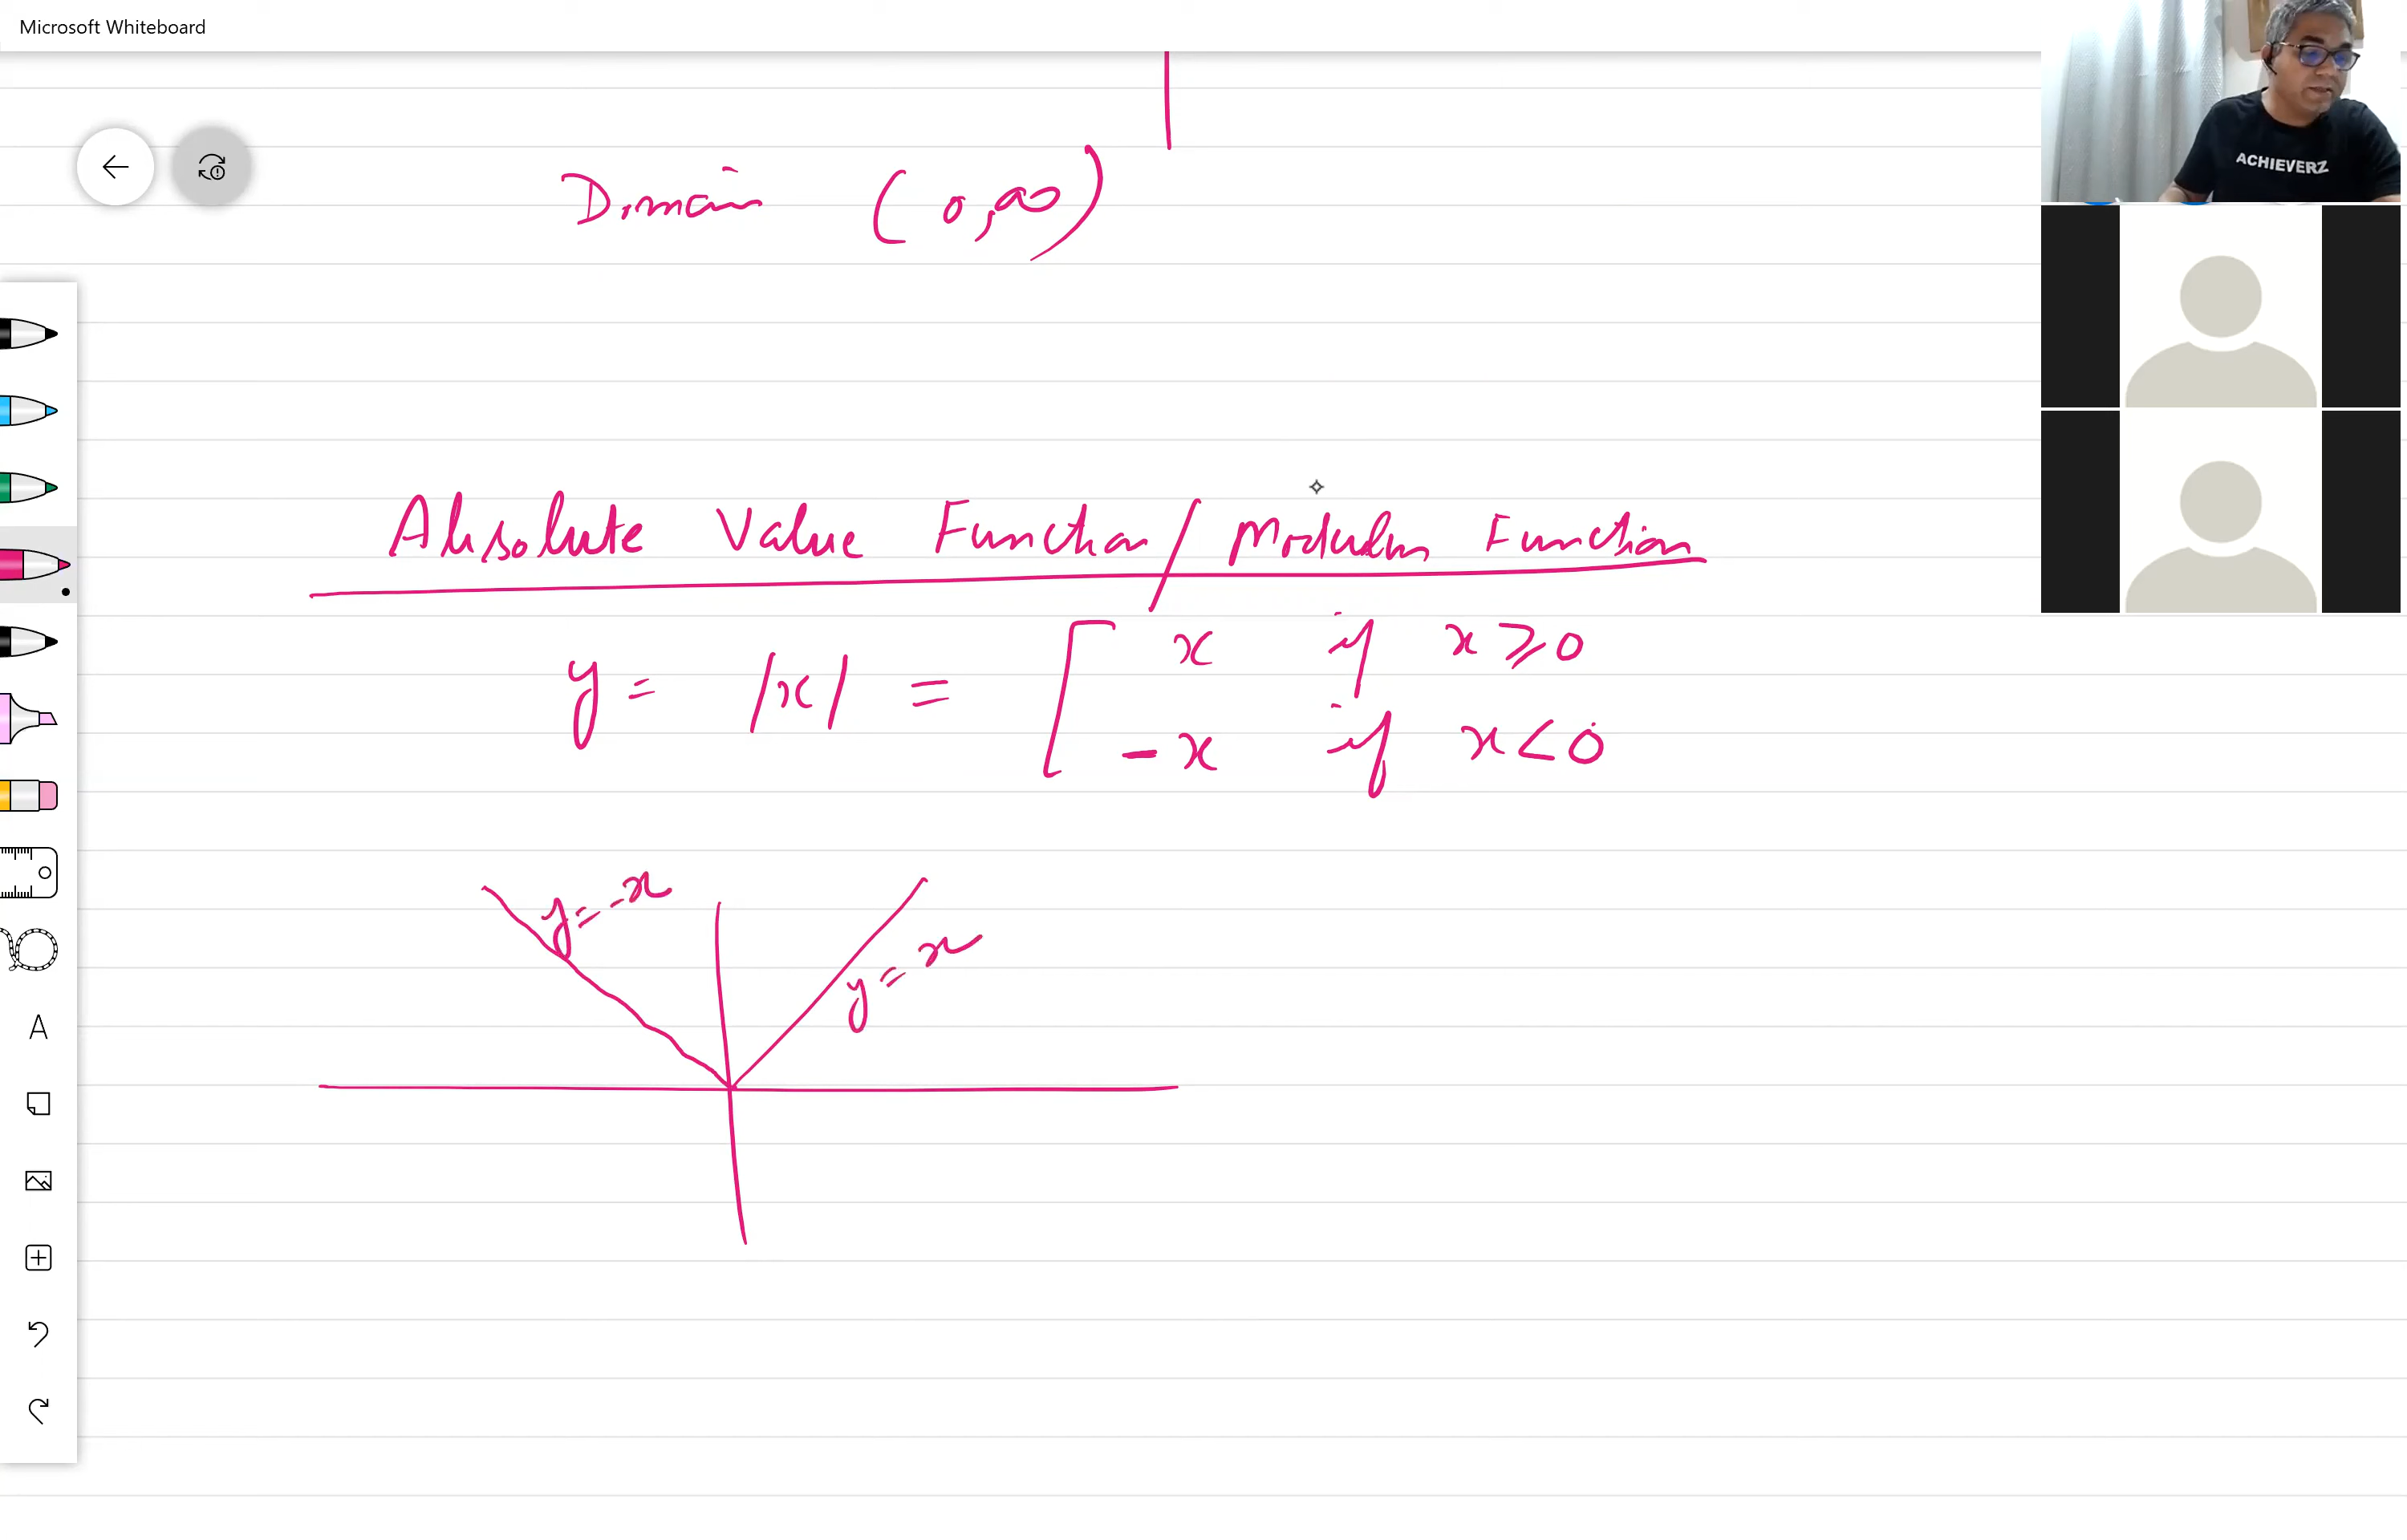 Microsoft Whiteboard
ACHIEVERZ
Domain (0,∞)
Absolute Value Function / Modulus Function
y = |x| = [ x if x ⩾ 0
-x if x < 0
y = -x
y = x
A